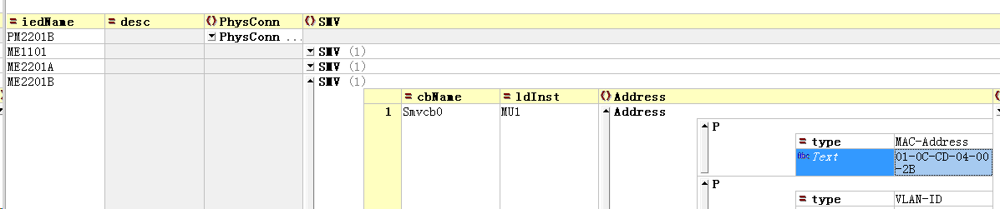 = iedName = desc () PhysConn () SMV
PM2201B PhysConn ...
ME1101 SMV (1)
ME2201A SMV (1)
ME2201B SMV (1)
= cbName = ldInst () Address
1 Smvcb0 MU1 Address
P
= type MAC-Address
Abc Text 01-0C-CD-04-00
-2B
P
= type VLAN-ID